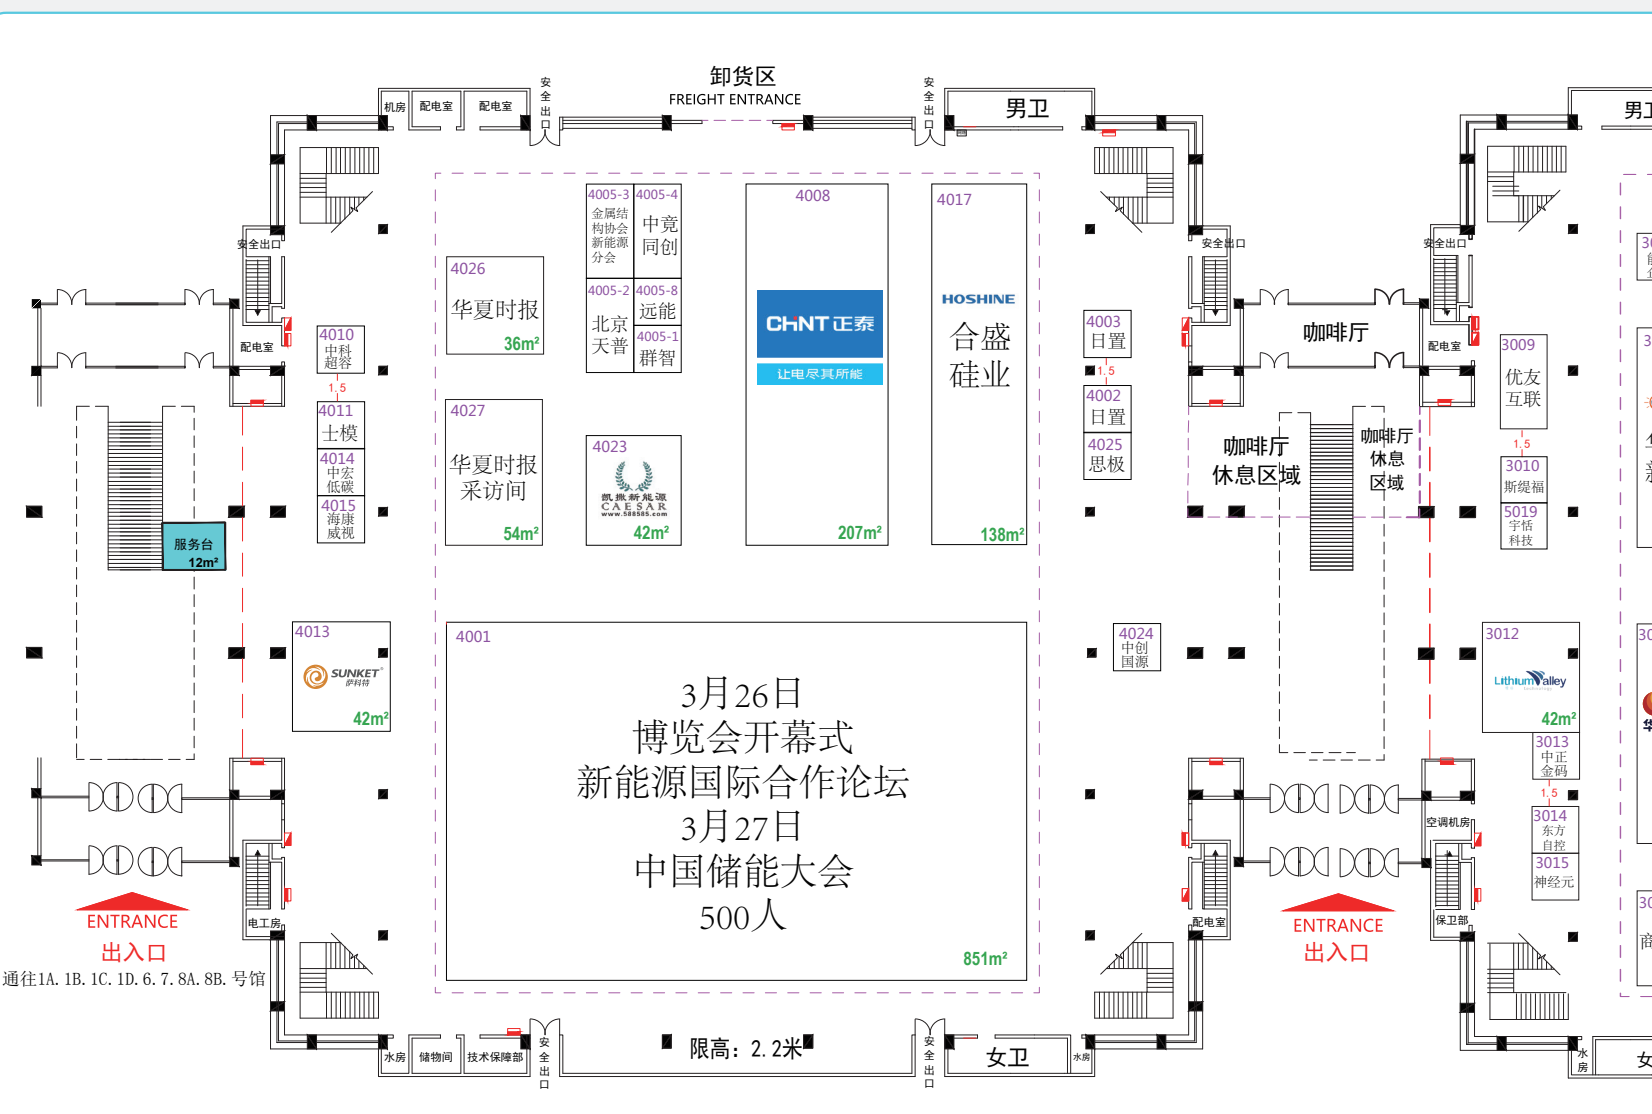 卸货区
FREIGHT ENTRANCE
安全出口
安全出口
机房
配电室
配电室
男卫
安全出口
配电室
4010
中科
超容
1.5
4011
士模
4014
中宏
低碳
4015
海康
威视
服务台
12m²
4013
SUNKET
萨科特
42m²
4026
华夏时报
36m²
4027
华夏时报
采访间
54m²
4005-3
金属结
构协会
新能源
分会
4005-4
中竟
同创
4005-2
北京
天普
4005-8
远能
4005-1
群智
4023
凯撒新能源
CAESAR
www.588585.com
42m²
4008
CHNT 正泰
让电尽其所能
207m²
4017
HOSHINE
合盛
硅业
138m²
4003
日置
1.5
4002
日置
4025
思极
4024
中创
国源
4001
3月26日
博览会开幕式
新能源国际合作论坛
3月27日
中国储能大会
500人
851m²
安全出口
安全出口
咖啡厅
配电室
咖啡厅
休息区域
咖啡厅
休息
区域
男卫
3009
优友
互联
1.5
3010
斯缇福
5019
宇恬
科技
3012
Lithium Valley
42m²
3013
中正
金码
1.5
3014
东方
自控
3015
神经元
空调机房
保卫部
配电室
ENTRANCE
出入口
ENTRANCE
出入口
通往1A.1B.1C.1D.6.7.8A.8B.号馆
电工房
水房
储物间
技术保障部
安全出口
限高：2.2米
安全出口
女卫
水房
水房
女